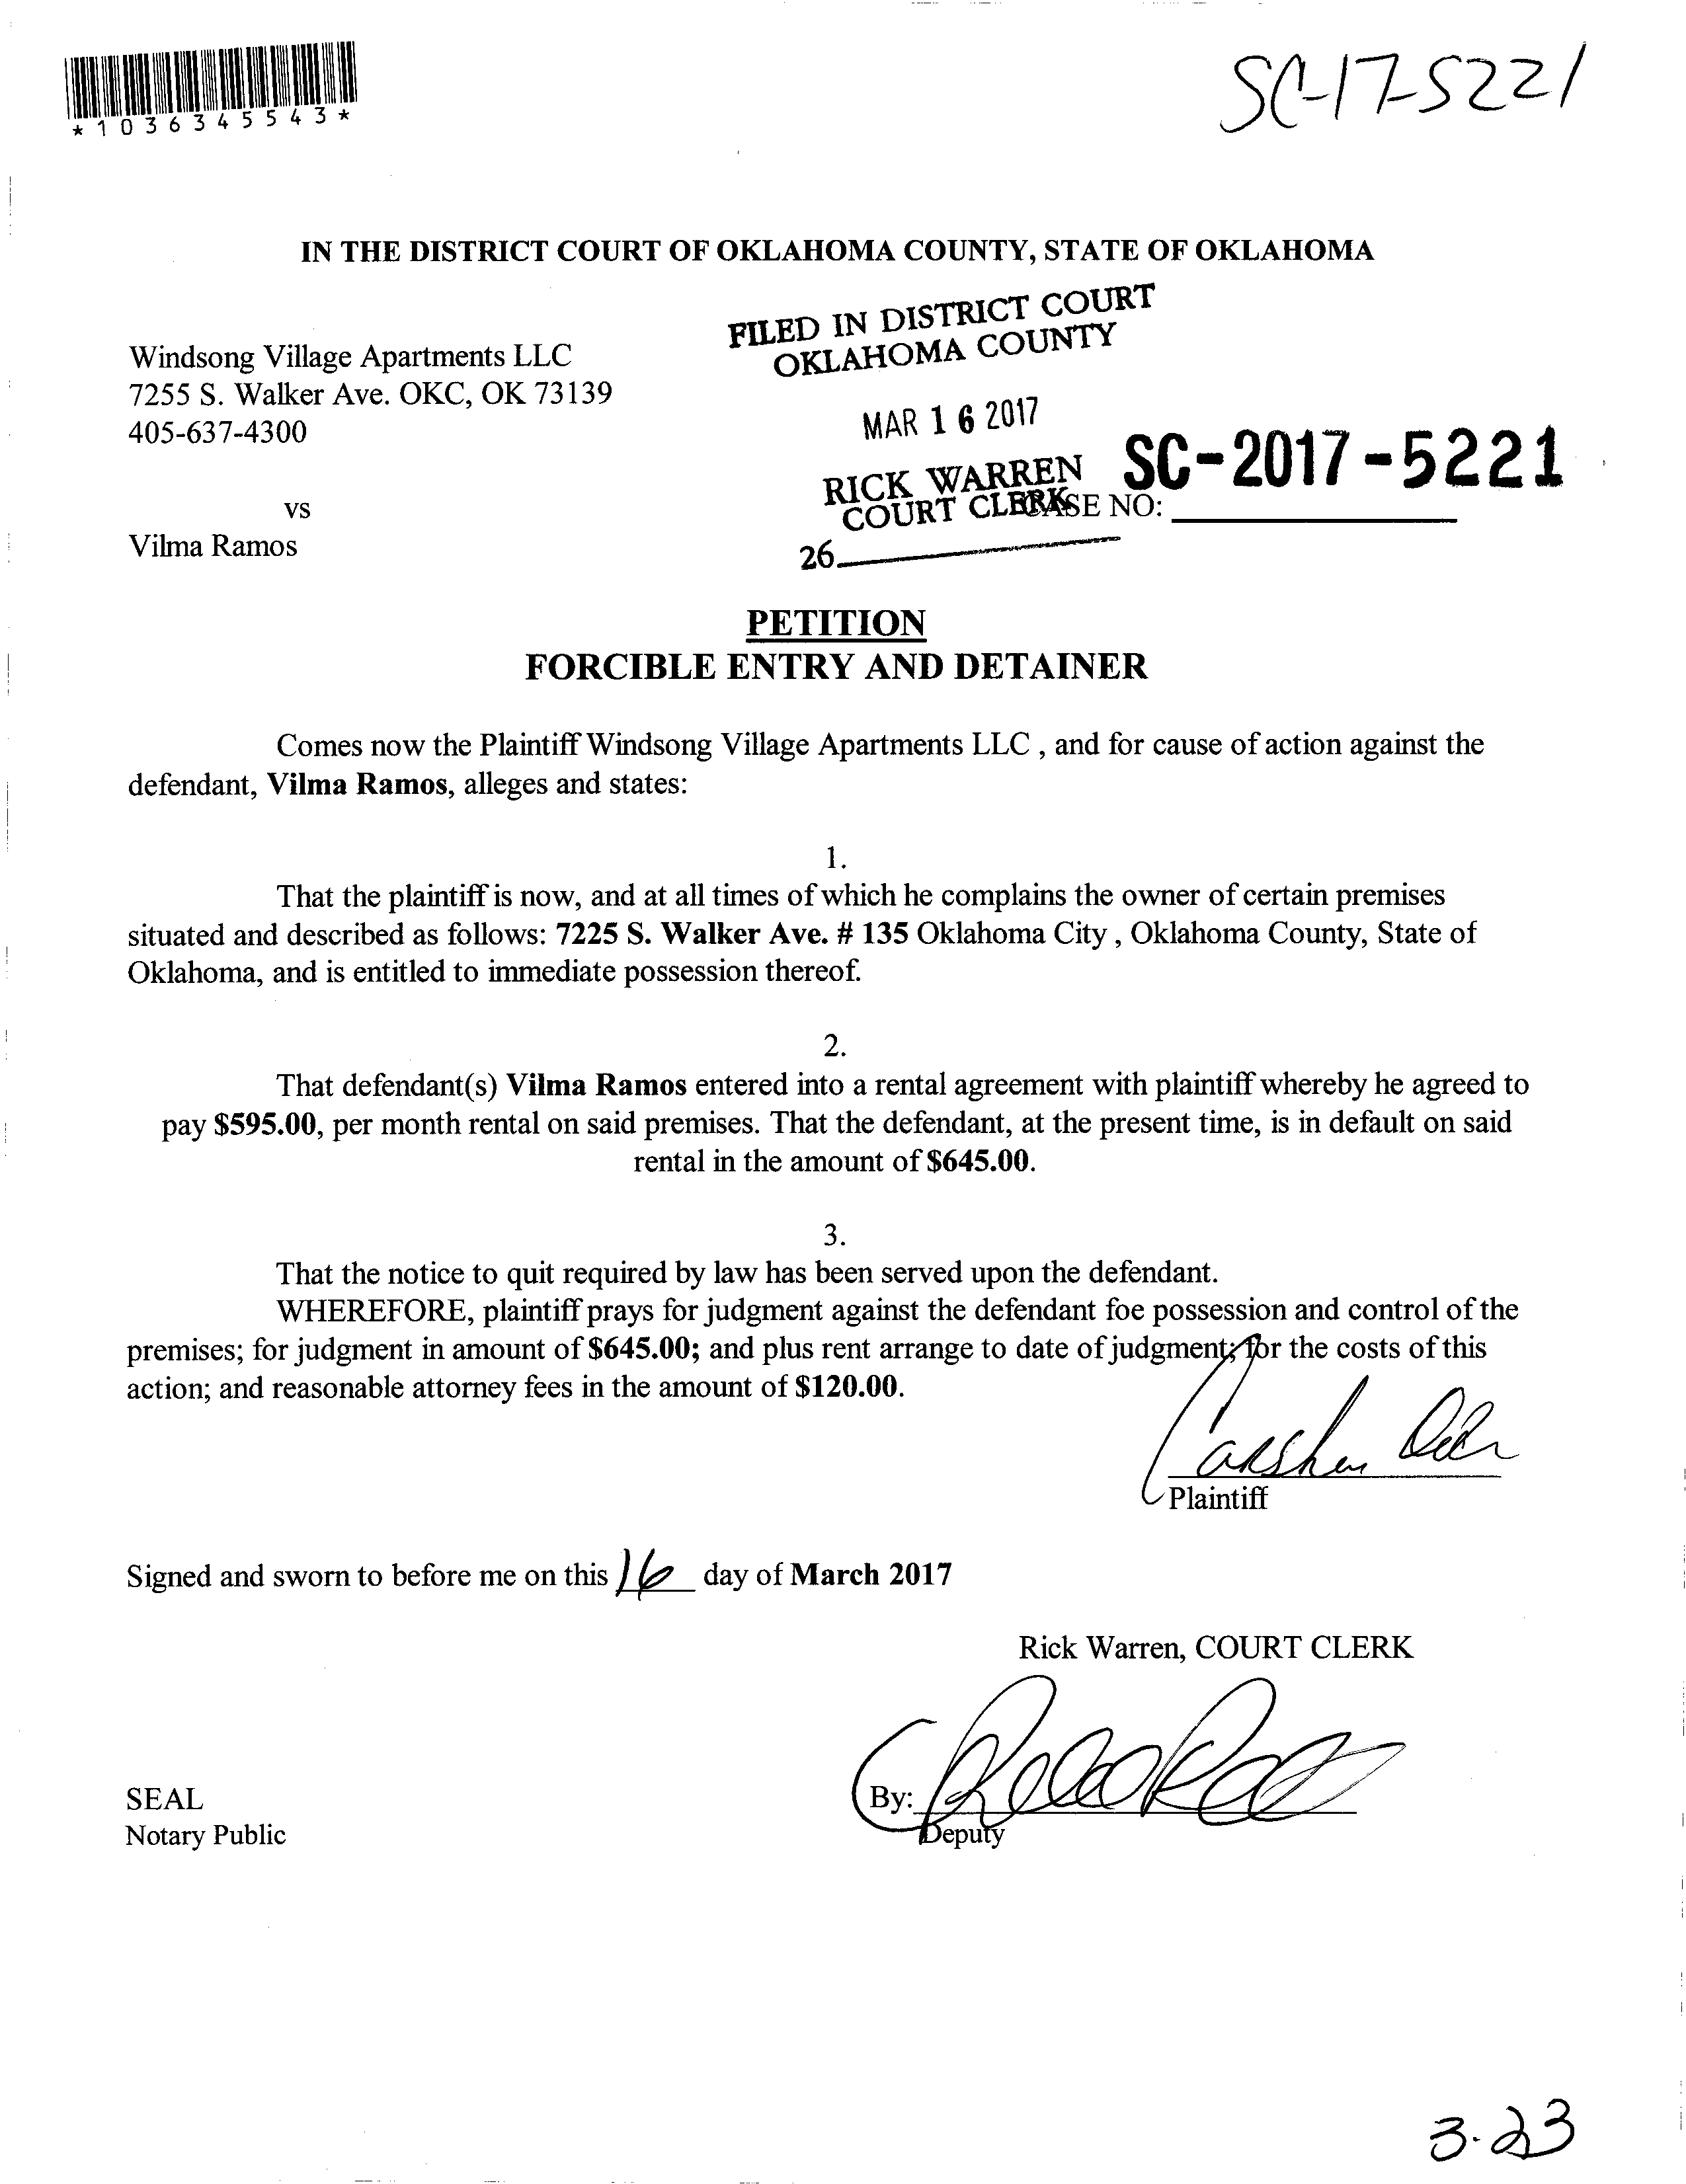 *1036345543*
SC-17-5221
IN THE DISTRICT COURT OF OKLAHOMA COUNTY, STATE OF OKLAHOMA
FILED IN DISTRICT COURT
OKLAHOMA COUNTY
Windsong Village Apartments LLC
7255 S. Walker Ave. OKC, OK 73139
405-637-4300
MAR 16 2017
RICK WARREN
COURT CLERK
SC-2017-5221
CASE NO:
vs
Vilma Ramos
26
PETITION
FORCIBLE ENTRY AND DETAINER
Comes now the Plaintiff Windsong Village Apartments LLC , and for cause of action against the
defendant, Vilma Ramos, alleges and states:
1.
That the plaintiff is now, and at all times of which he complains the owner of certain premises
situated and described as follows: 7225 S. Walker Ave. # 135 Oklahoma City , Oklahoma County, State of
Oklahoma, and is entitled to immediate possession thereof.
2.
That defendant(s) Vilma Ramos entered into a rental agreement with plaintiff whereby he agreed to
pay $595.00, per month rental on said premises. That the defendant, at the present time, is in default on said
rental in the amount of $645.00.
3.
That the notice to quit required by law has been served upon the defendant.
WHEREFORE, plaintiff prays for judgment against the defendant foe possession and control of the
premises; for judgment in amount of $645.00; and plus rent arrange to date of judgment; for the costs of this
action; and reasonable attorney fees in the amount of $120.00.
Plaintiff
Signed and sworn to before me on this 16 day of March 2017
Rick Warren, COURT CLERK
SEAL
By:
Notary Public
Deputy
3-23